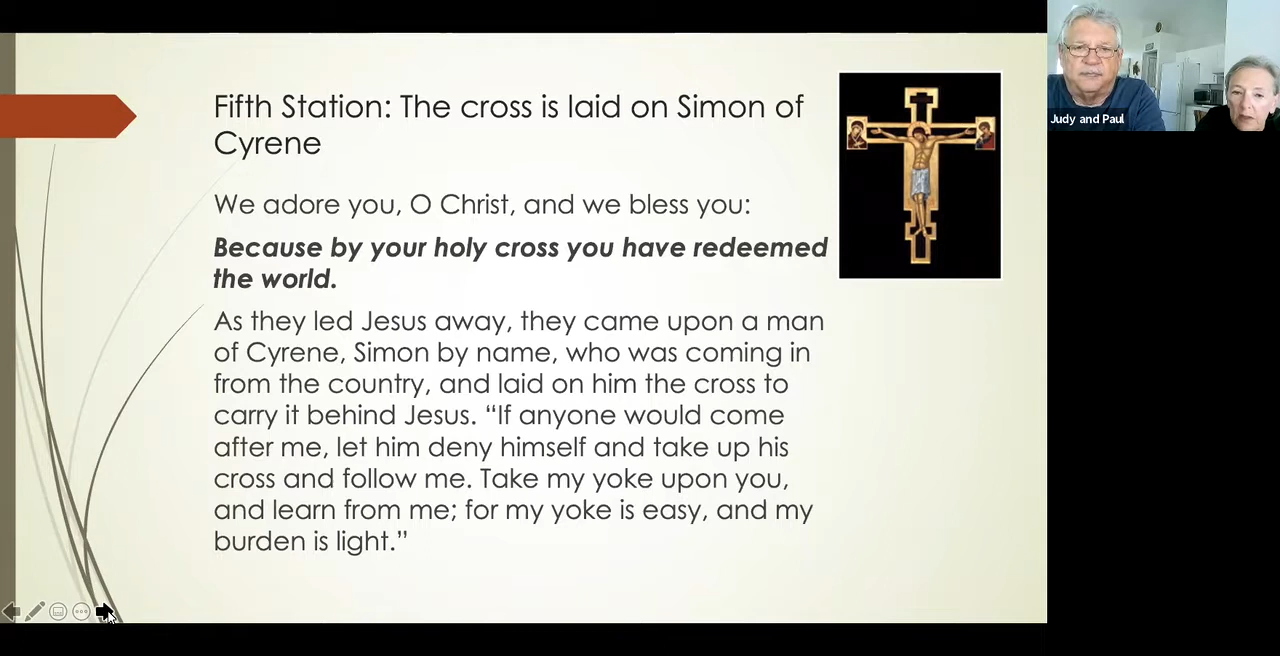 Fifth Station: The cross is laid on Simon of
Cyrene
We adore you, O Christ, and we bless you:
Because by your holy cross you have redeemed
the world.
As they led Jesus away, they came upon a man
of Cyrene, Simon by name, who was coming in
from the country, and laid on him the cross to
carry it behind Jesus. “If anyone would come
after me, let him deny himself and take up his
cross and follow me. Take my yoke upon you,
and learn from me; for my yoke is easy, and my
burden is light.”
Judy and Paul